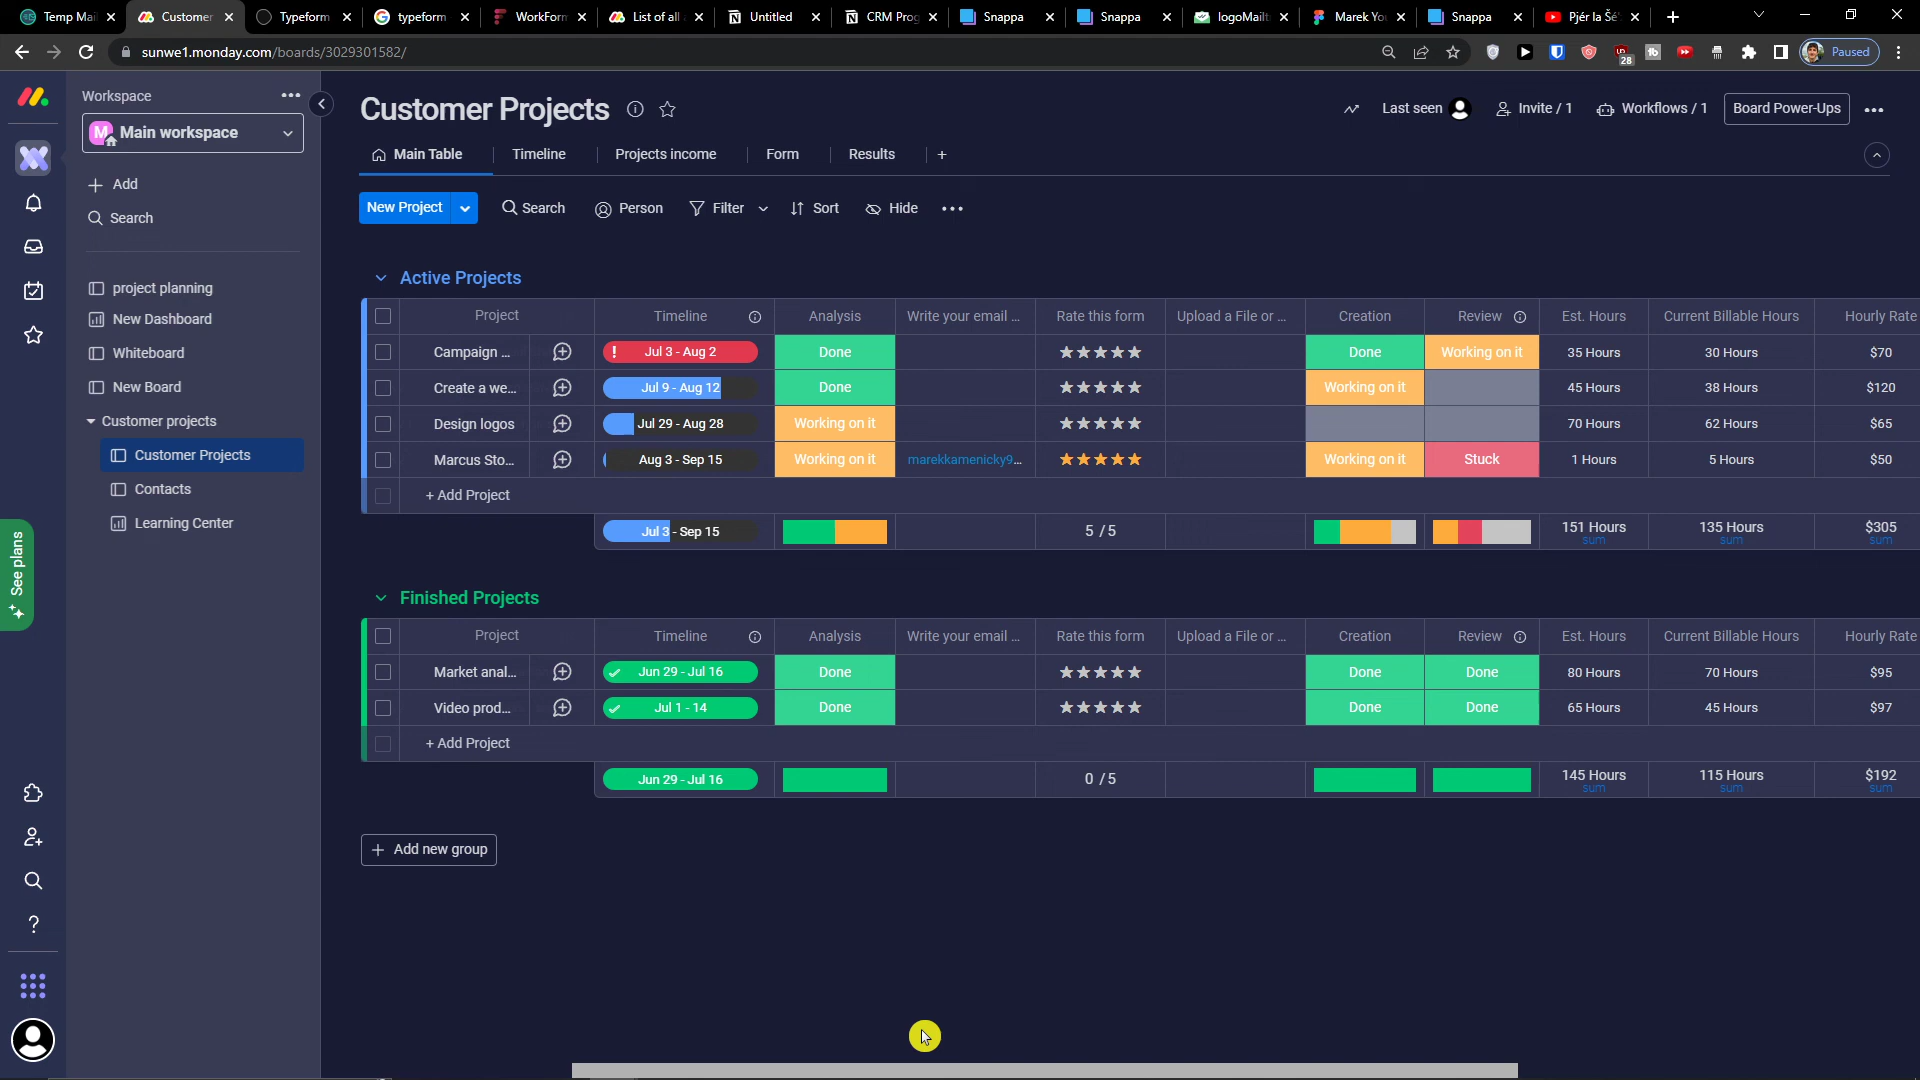 Temp Mai
Customer
Typeform
typeform
WorkForm
List of all
Untitled
CRM Prog
Snappa
Snappa
logoMailt
Marek You
Snappa
Pjér la Šé
sunwe1.monday.com/boards/3029301582/
28
Paused
Workspace
M
Main workspace
Add
Search
project planning
New Dashboard
Whiteboard
New Board
Customer projects
Customer Projects
Contacts
Learning Center
See plans
Customer Projects
Last seen
Invite / 1
Workflows / 1
Board Power-Ups
Main Table
Timeline
Projects income
Form
Results
New Project
Search
Person
Filter
Sort
Hide
Active Projects
Project Timeline Analysis Write your email ... Rate this form Upload a File or ... Creation Review Est. Hours Current Billable Hours Hourly Rate
Campaign ... ! Jul 3 - Aug 2 Done Done Working on it 35 Hours 30 Hours $70
Create a we... Jul 9 - Aug 12 Done Working on it 45 Hours 38 Hours $120
Design logos Jul 29 - Aug 28 Working on it 70 Hours 62 Hours $65
Marcus Sto... Aug 3 - Sep 15 Working on it marekkamenicky9... Working on it Stuck 1 Hours 5 Hours $50
+ Add Project
Jul 3 - Sep 15 5 / 5 151 Hours 135 Hours $305
sum sum sum
Finished Projects
Project Timeline Analysis Write your email ... Rate this form Upload a File or ... Creation Review Est. Hours Current Billable Hours Hourly Rate
Market anal... Jun 29 - Jul 16 Done Done Done 80 Hours 70 Hours $95
Video prod... Jul 1 - 14 Done Done Done 65 Hours 45 Hours $97
+ Add Project
Jun 29 - Jul 16 0 / 5 145 Hours 115 Hours $192
sum sum sum
Add new group